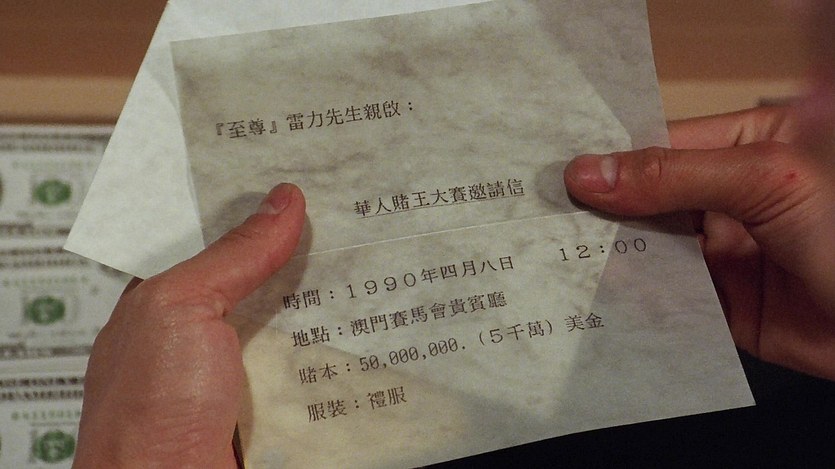 『至尊』雷力先生親啟：
華人賭王大賽邀請信
時間：１９９０年四月八日　１２：００
地點：澳門賽馬會貴賓廳
賭本：50,000,000.（５千萬）美金
服裝：禮服